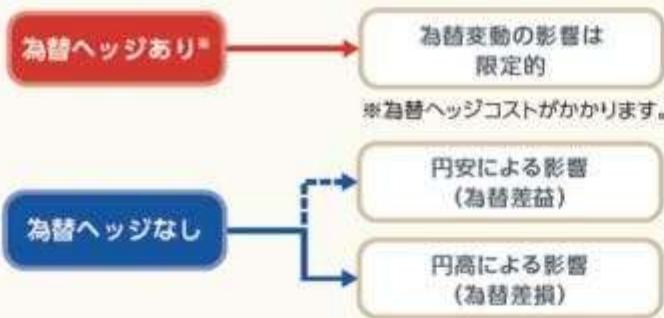 為替ヘッジあり※
為替変動の影響は
限定的
※為替ヘッジコストがかかります。
円安による影響
（為替差益）
為替ヘッジなし
円高による影響
（為替差損）